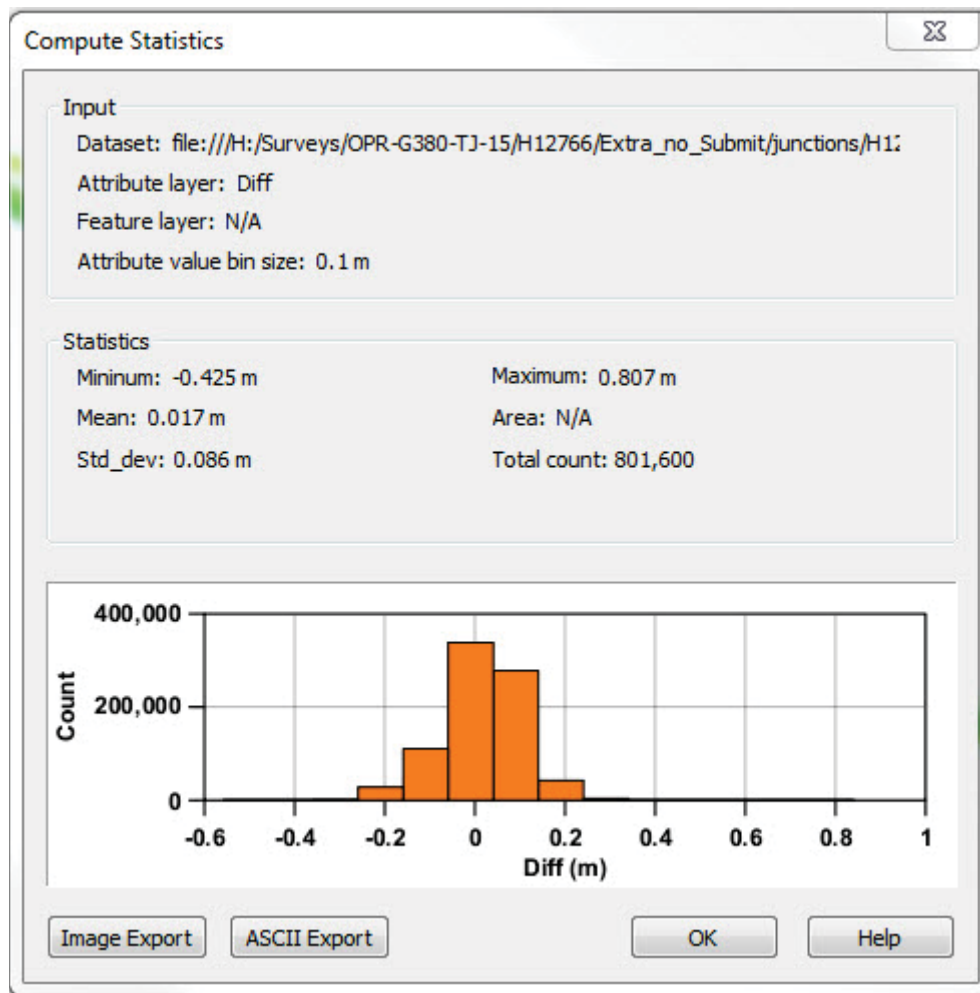 Compute Statistics
Input
Dataset: file:///H:/Surveys/OPR-G380-TJ-15/H12766/Extra_no_Submit/junctions/H12
Attribute layer: Diff
Feature layer: N/A
Attribute value bin size: 0.1 m
Statistics
Mininum: -0.425 m Maximum: 0.807 m
Mean: 0.017 m Area: N/A
Std_dev: 0.086 m Total count: 801,600
400,000
200,000
0
Count
-0.6 -0.4 -0.2 0 0.2 0.4 0.6 0.8 1
Diff (m)
Image Export ASCII Export OK Help